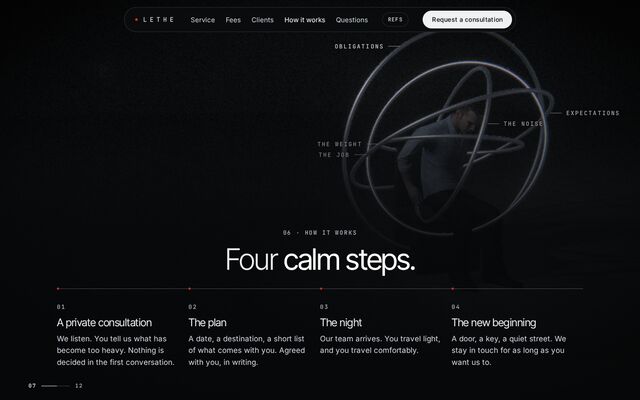 LETHE Service Fees Clients How it works Questions REFS Request a consultation
OBLIGATIONS
EXPECTATIONS
THE NOISE
THE WEIGHT
THE JOB
06 · HOW IT WORKS
Four calm steps.
01
A private consultation
We listen. You tell us what has
become too heavy. Nothing is
decided in the first conversation.
02
The plan
A date, a destination, a short list
of what comes with you. Agreed
with you, in writing.
03
The night
Our team arrives. You travel light,
and you travel comfortably.
04
The new beginning
A door, a key, a quiet street. We
stay in touch for as long as you
want us to.
07 12